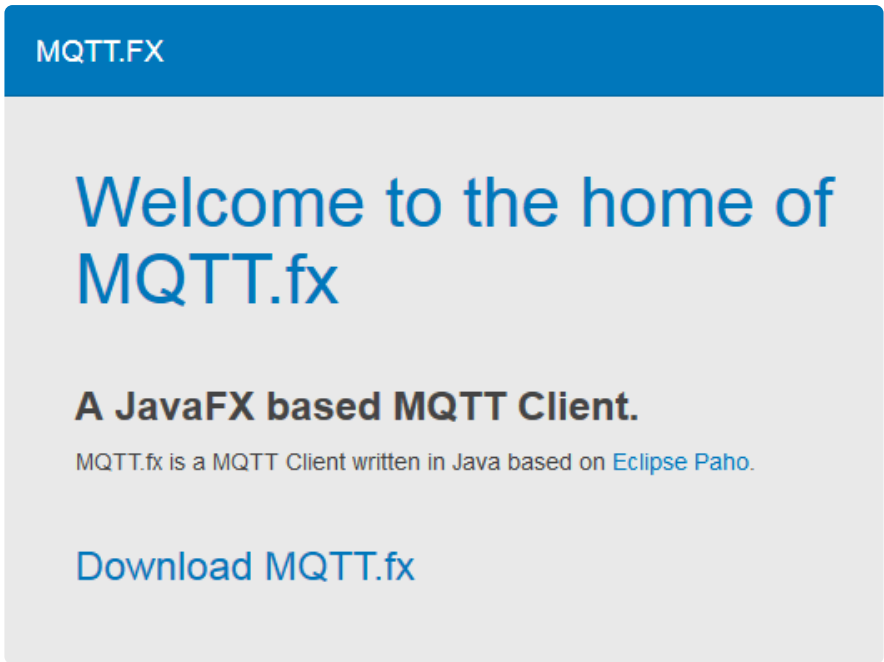 MQTT.FX
Welcome to the home of
MQTT.fx
A JavaFX based MQTT Client.
MQTT.fx is a MQTT Client written in Java based on Eclipse Paho.
Download MQTT.fx